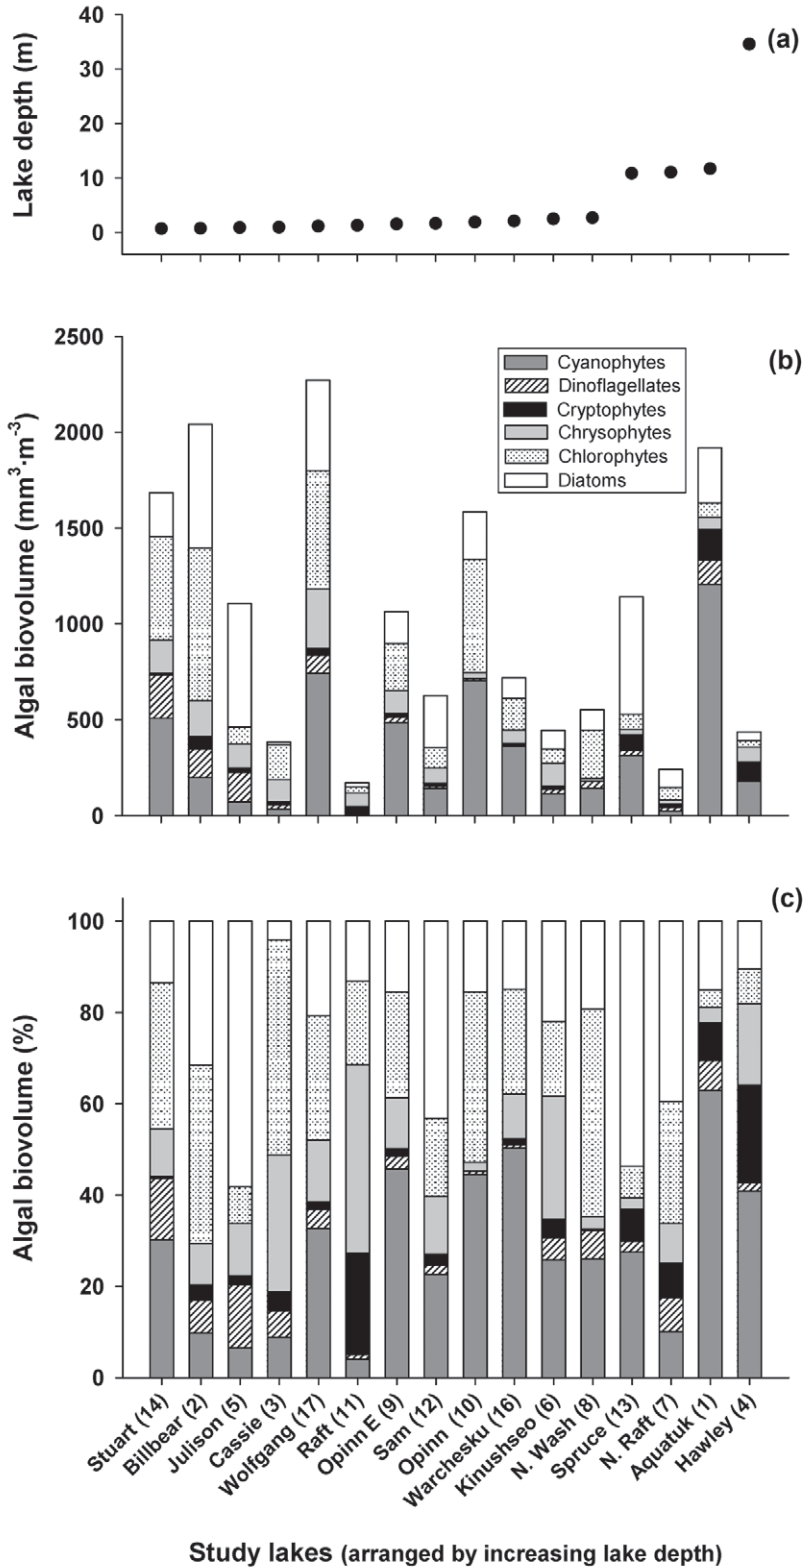 (a)
Lake depth (m)
40
30
20
10
0
(b)
Algal biovolume (mm³·m⁻³)
2500
2000
1500
1000
500
0
Cyanophytes
Dinoflagellates
Cryptophytes
Chrysophytes
Chlorophytes
Diatoms
(c)
Algal biovolume (%)
100
80
60
40
20
0
Stuart (14)
Billbear (2)
Julison (5)
Cassie (3)
Wolfgang (17)
Raft (11)
Opinn E (9)
Sam (12)
Opinn (10)
Warchesku (16)
Kinushseo (6)
N. Wash (8)
Spruce (13)
N. Raft (7)
Aquatuk (1)
Hawley (4)
Study lakes (arranged by increasing lake depth)